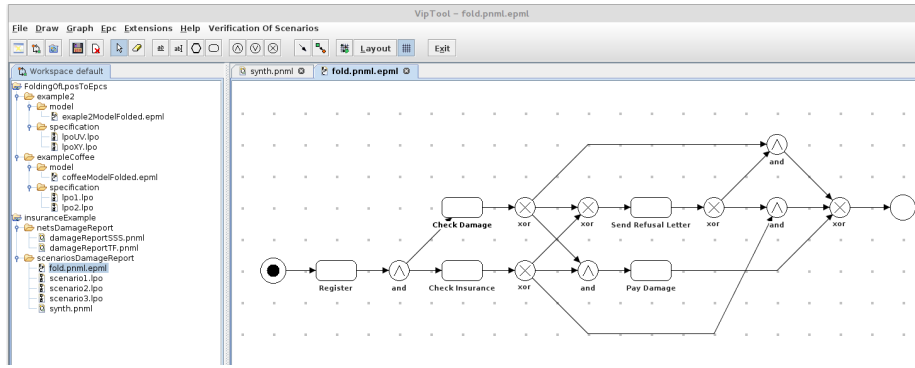 VipTool – fold.pnml.epml
File Draw Graph Epc Extensions Help Verification Of Scenarios
ab ab Layout Exit
Workspace default
synth.pnml fold.pnml.epml
FoldingOfLposToEpcs
example2
model
exaple2ModelFolded.epml
specification
lpoUV.lpo
lpoXY.lpo
exampleCoffee
model
coffeeModelFolded.epml
specification
lpo1.lpo
lpo2.lpo
insuranceExample
netsDamageReport
damageReportSSS.pnml
damageReportTF.pnml
scenariosDamageReport
fold.pnml.epml
scenario1.lpo
scenario2.lpo
scenario3.lpo
synth.pnml
and
Check Damage xor xor Send Refusal Letter xor and xor
Register and Check Insurance xor and Pay Damage